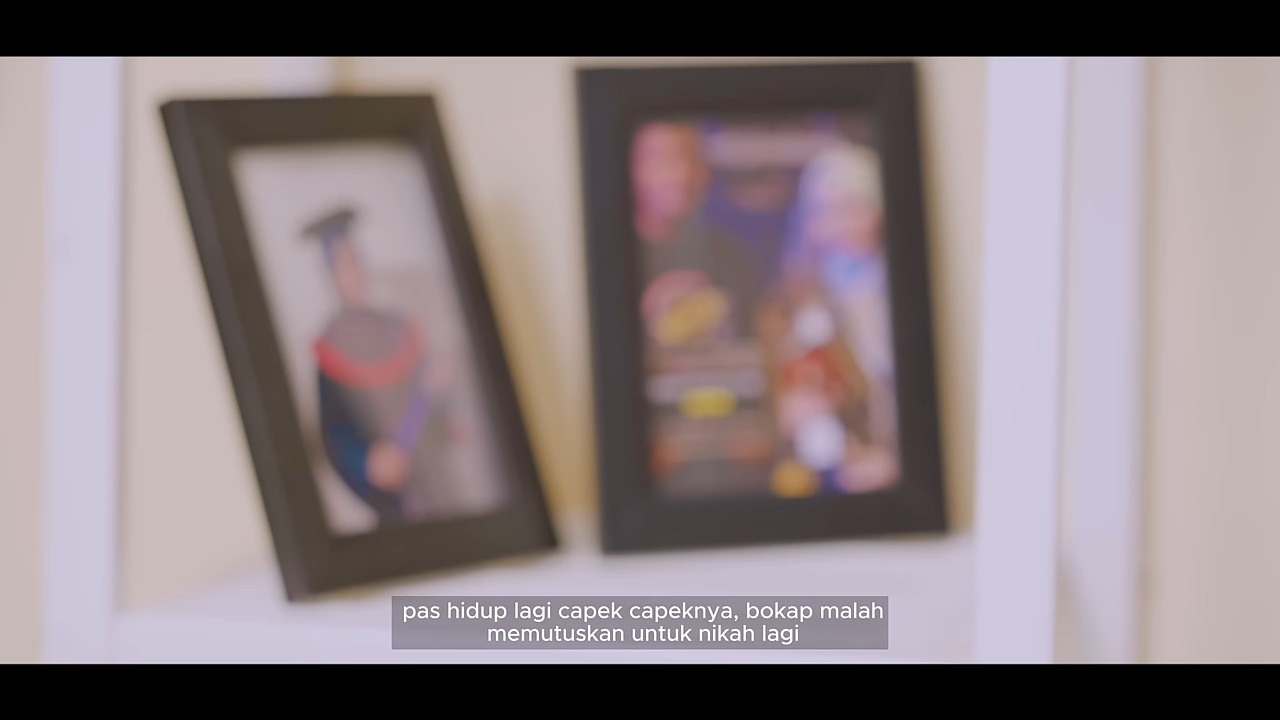 pas hidup lagi capek capeknya, bokap malah
memutuskan untuk nikah lagi